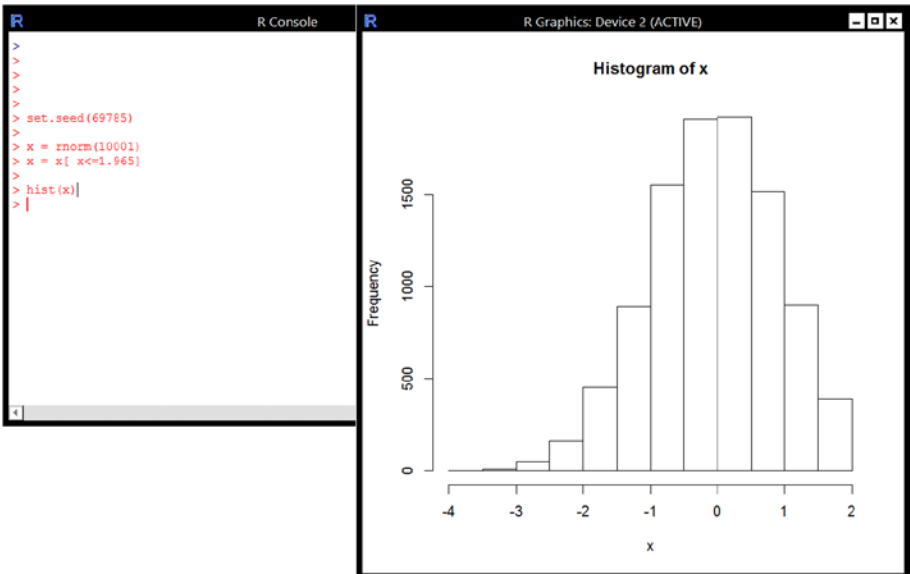 R Console
>
>
>
>
>
> set.seed(69785)
>
> x = rnorm(10001)
> x = x[ x<=1.965]
>
> hist(x)
>
R Graphics: Device 2 (ACTIVE)
Histogram of x
Frequency
1500
1000
500
0
-4 -3 -2 -1 0 1 2
x